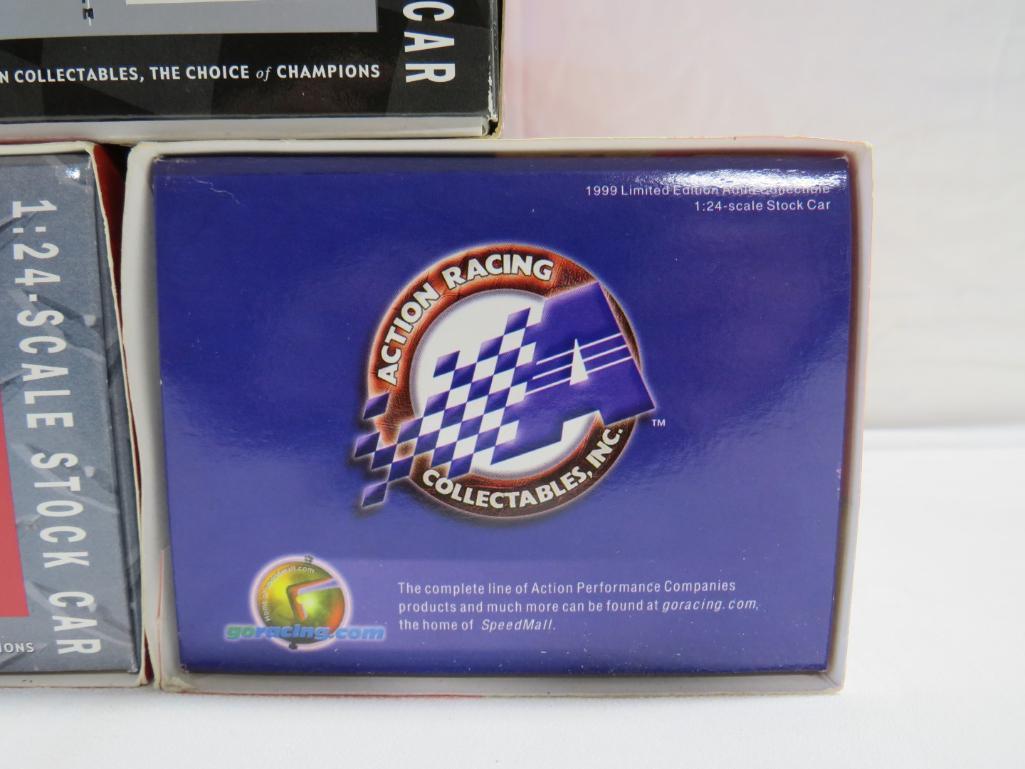 CAR
N COLLECTABLES, THE CHOICE of CHAMPIONS
1:24-SCALE STOCK CAR
IONS
1999 Limited Edition Adult Collectible
1:24-scale Stock Car
ACTION RACING
COLLECTABLES, INC.
TM
goracing.com
The complete line of Action Performance Companies
products and much more can be found at goracing.com,
the home of SpeedMall.